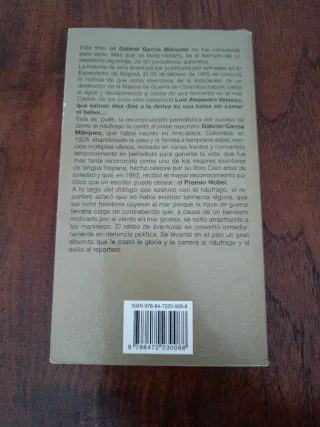 Este libro de Gabriel García Márquez no fue concebido
para serlo. Más que un texto literario, es el ejemplo de un
excelente reportaje, de un periodismo auténtico.
La historia de esta aventura fue publicada por entregas en El
Espectador de Bogotá. El 28 de febrero de 1955 se conoció
la noticia de que ocho miembros de la tripulación de un
destructor de la Marina de Guerra de Colombia habían caído
al agua y desaparecido a causa de una tormenta en el mar
Caribe. De los ocho sólo sobrevivió Luis Alejandro Velasco,
que estuvo diez días a la deriva en una balsa sin comer
ni beber...
Esta es, pues, la reconstrucción periodística del suceso tal
como el náufrago la contó al joven reportero Gabriel García
Márquez, que había nacido en Aracataca, Colombia, en
1928, abandonado la casa y la familia a temprana edad, ejer-
cido múltiples oficios, militado en varios frentes y convertido
temporalmente en periodista para ganarse la vida, que fue
más tarde reconocido como uno de los mejores escritores
de lengua hispana, hecho célebre por su libro Cien años de
soledad y que, en 1982, recibió el mayor reconocimiento pú-
blico que un escritor puede desear: el Premio Nobel.
A lo largo del diálogo que sostuvo con el náufrago, el re-
portero aclaró que no había existido tormenta alguna, que
los ocho hombres cayeron al mar porque la nave de guerra
llevaba carga de contrabando que, a causa de un bandazo
motivado por el viento en mar gruesa, se soltó arrastrando a
los marineros. El relato de aventuras se convirtió inmediata-
mente en denuncia política. Se levantó en el país un gran
alboroto que le costó la gloria y la carrera al náufrago y el
exilio al reportero.
ISBN 978-84-7223-008-8
9 788472 230088